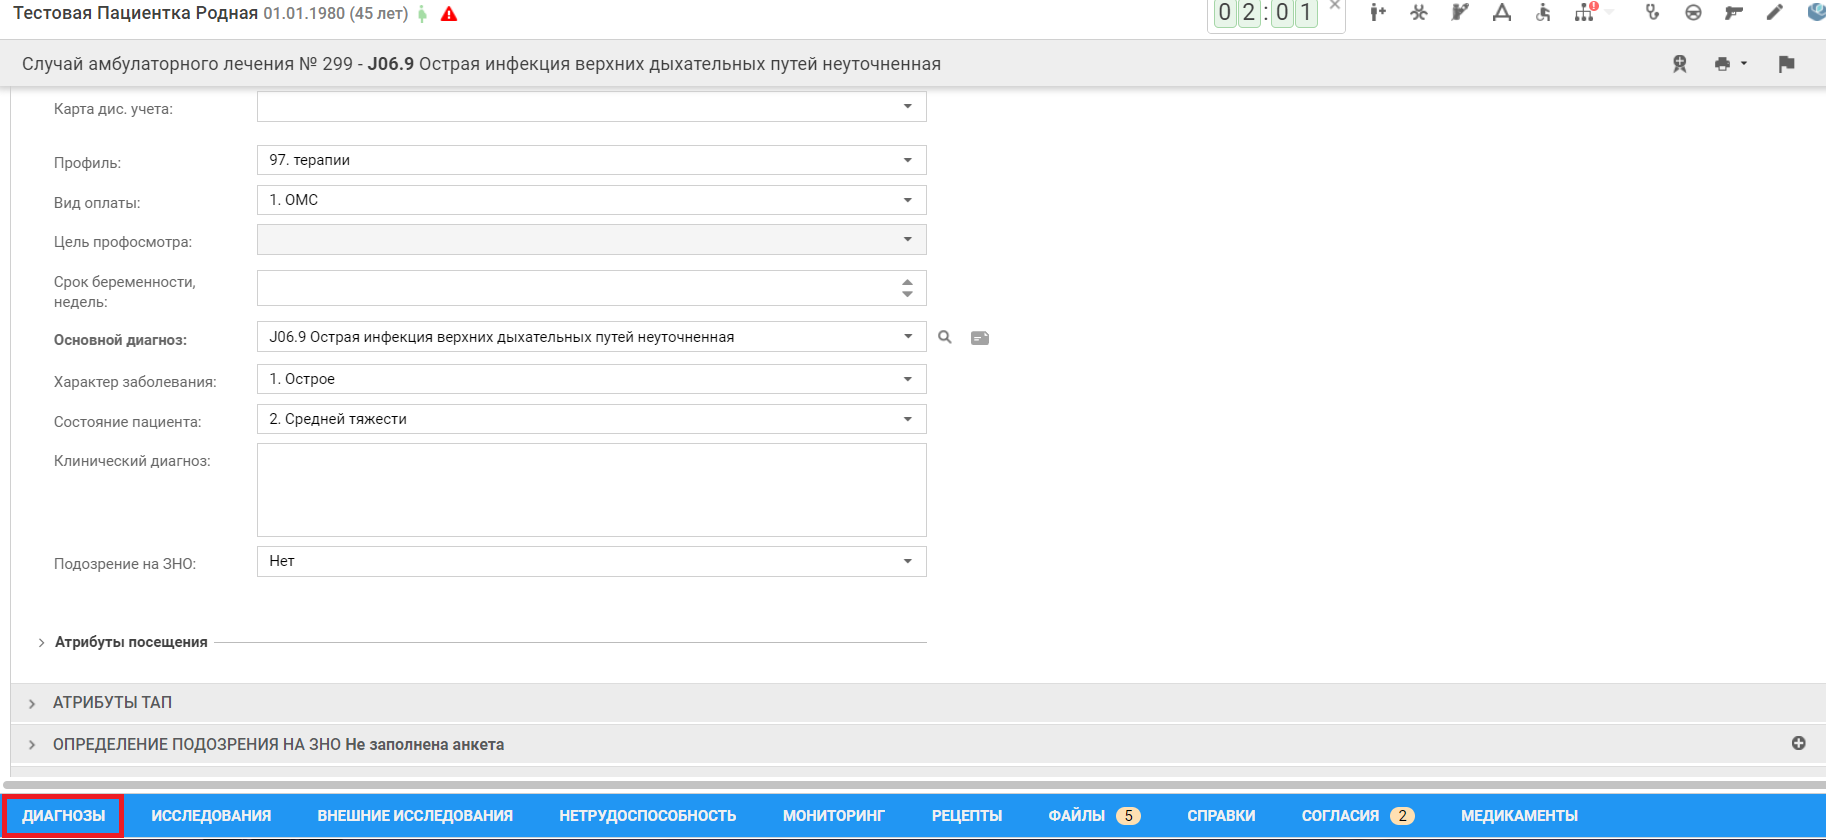 Тестовая Пациентка Родная 01.01.1980 (45 лет)
02:01
Случай амбулаторного лечения № 299 - J06.9 Острая инфекция верхних дыхательных путей неуточненная
Карта дис. учета:
Профиль: 97. терапии
Вид оплаты: 1. ОМС
Цель профосмотра:
Срок беременности,
недель:
Основной диагноз: J06.9 Острая инфекция верхних дыхательных путей неуточненная
Характер заболевания: 1. Острое
Состояние пациента: 2. Средней тяжести
Клинический диагноз:
Подозрение на ЗНО: Нет
Атрибуты посещения
АТРИБУТЫ ТАП
ОПРЕДЕЛЕНИЕ ПОДОЗРЕНИЯ НА ЗНО Не заполнена анкета
ДИАГНОЗЫ ИССЛЕДОВАНИЯ ВНЕШНИЕ ИССЛЕДОВАНИЯ НЕТРУДОСПОСОБНОСТЬ МОНИТОРИНГ РЕЦЕПТЫ ФАЙЛЫ 5 СПРАВКИ СОГЛАСИЯ 2 МЕДИКАМЕНТЫ